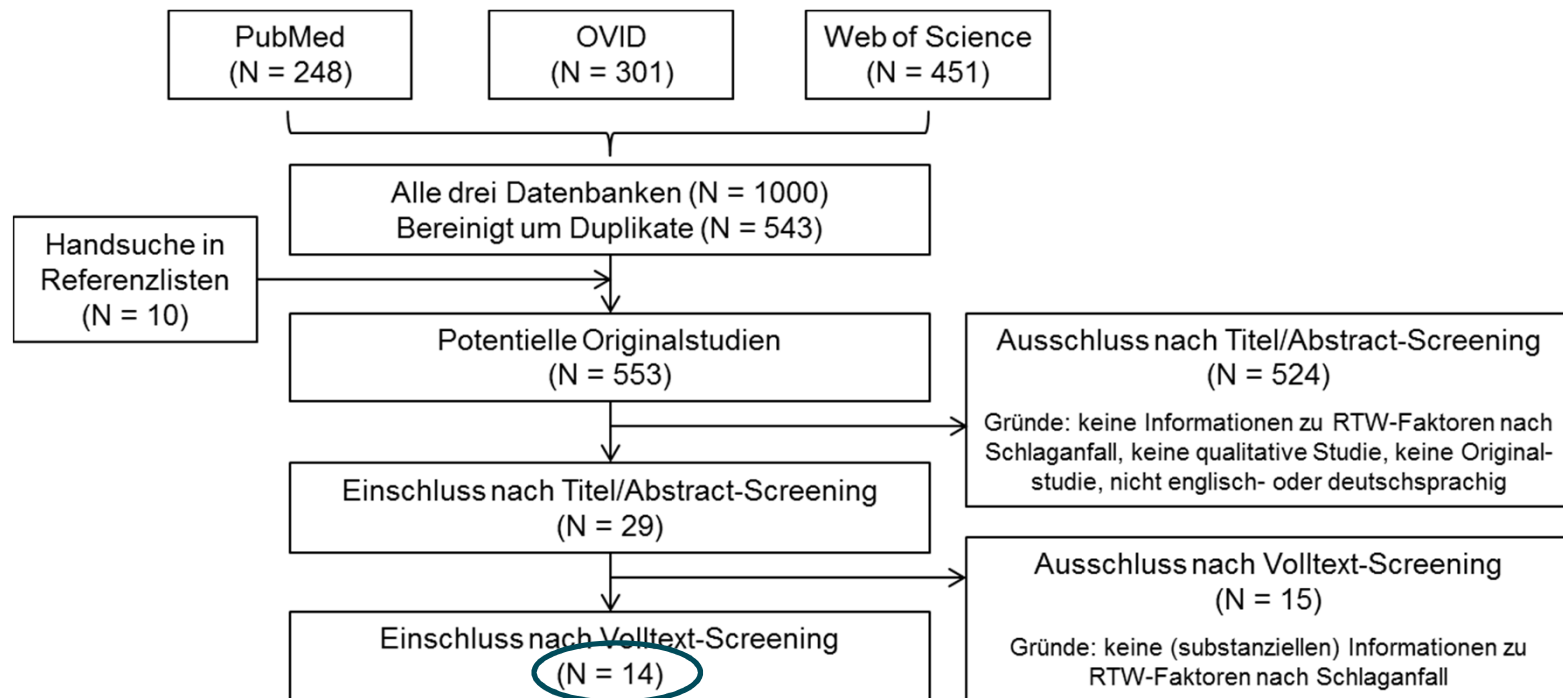 PubMed
(N = 248)
OVID
(N = 301)
Web of Science
(N = 451)
Alle drei Datenbanken (N = 1000)
Bereinigt um Duplikate (N = 543)
Handsuche in
Referenzlisten
(N = 10)
Potentielle Originalstudien
(N = 553)
Ausschluss nach Titel/Abstract-Screening
(N = 524)
Gründe: keine Informationen zu RTW-Faktoren nach
Schlaganfall, keine qualitative Studie, keine Original-
studie, nicht englisch- oder deutschsprachig
Einschluss nach Titel/Abstract-Screening
(N = 29)
Ausschluss nach Volltext-Screening
(N = 15)
Gründe: keine (substanziellen) Informationen zu
RTW-Faktoren nach Schlaganfall
Einschluss nach Volltext-Screening
(N = 14)